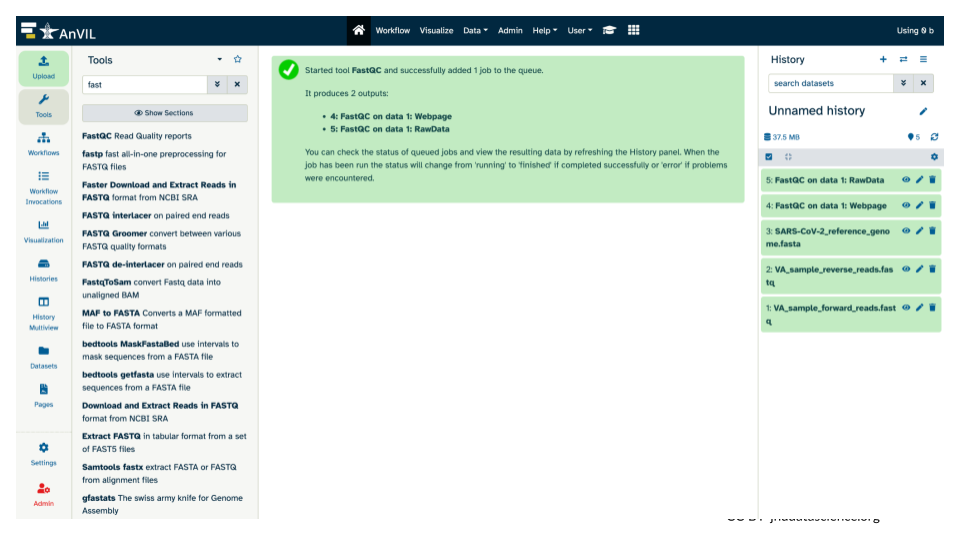 AnVIL
Workflow
Visualize
Data
Admin
Help
User
Using 0 b
Upload
Tools
Workflows
Workflow
Invocations
Visualization
Histories
History
Multiview
Datasets
Pages
Settings
Admin
Tools
fast
Show Sections
FastQC Read Quality reports
fastp fast all-in-one preprocessing for
FASTQ files
Faster Download and Extract Reads in
FASTQ format from NCBI SRA
FASTQ interlacer on paired end reads
FASTQ Groomer convert between various
FASTQ quality formats
FASTQ de-interlacer on paired end reads
FastqToSam convert Fastq data into
unaligned BAM
MAF to FASTA Converts a MAF formatted
file to FASTA format
bedtools MaskFastaBed use intervals to
mask sequences from a FASTA file
bedtools getfasta use intervals to extract
sequences from a FASTA file
Download and Extract Reads in FASTQ
format from NCBI SRA
Extract FASTQ in tabular format from a set
of FAST5 files
Samtools fastx extract FASTA or FASTQ
from alignment files
gfastats The swiss army knife for Genome
Assembly
Started tool FastQC and successfully added 1 job to the queue.
It produces 2 outputs:
• 4: FastQC on data 1: Webpage
• 5: FastQC on data 1: RawData
You can check the status of queued jobs and view the resulting data by refreshing the History panel. When the
job has been run the status will change from 'running' to 'finished' if completed successfully or 'error' if problems
were encountered.
History
search datasets
Unnamed history
37.5 MB
5
5: FastQC on data 1: RawData
4: FastQC on data 1: Webpage
3: SARS-CoV-2_reference_geno
me.fasta
2: VA_sample_reverse_reads.fas
tq
1: VA_sample_forward_reads.fast
q